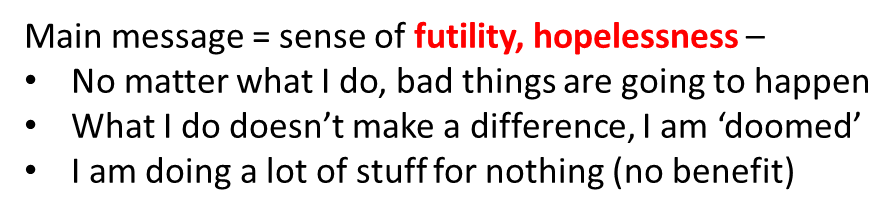 Main message = sense of futility, hopelessness –
• No matter what I do, bad things are going to happen
• What I do doesn’t make a difference, I am ‘doomed’
• I am doing a lot of stuff for nothing (no benefit)